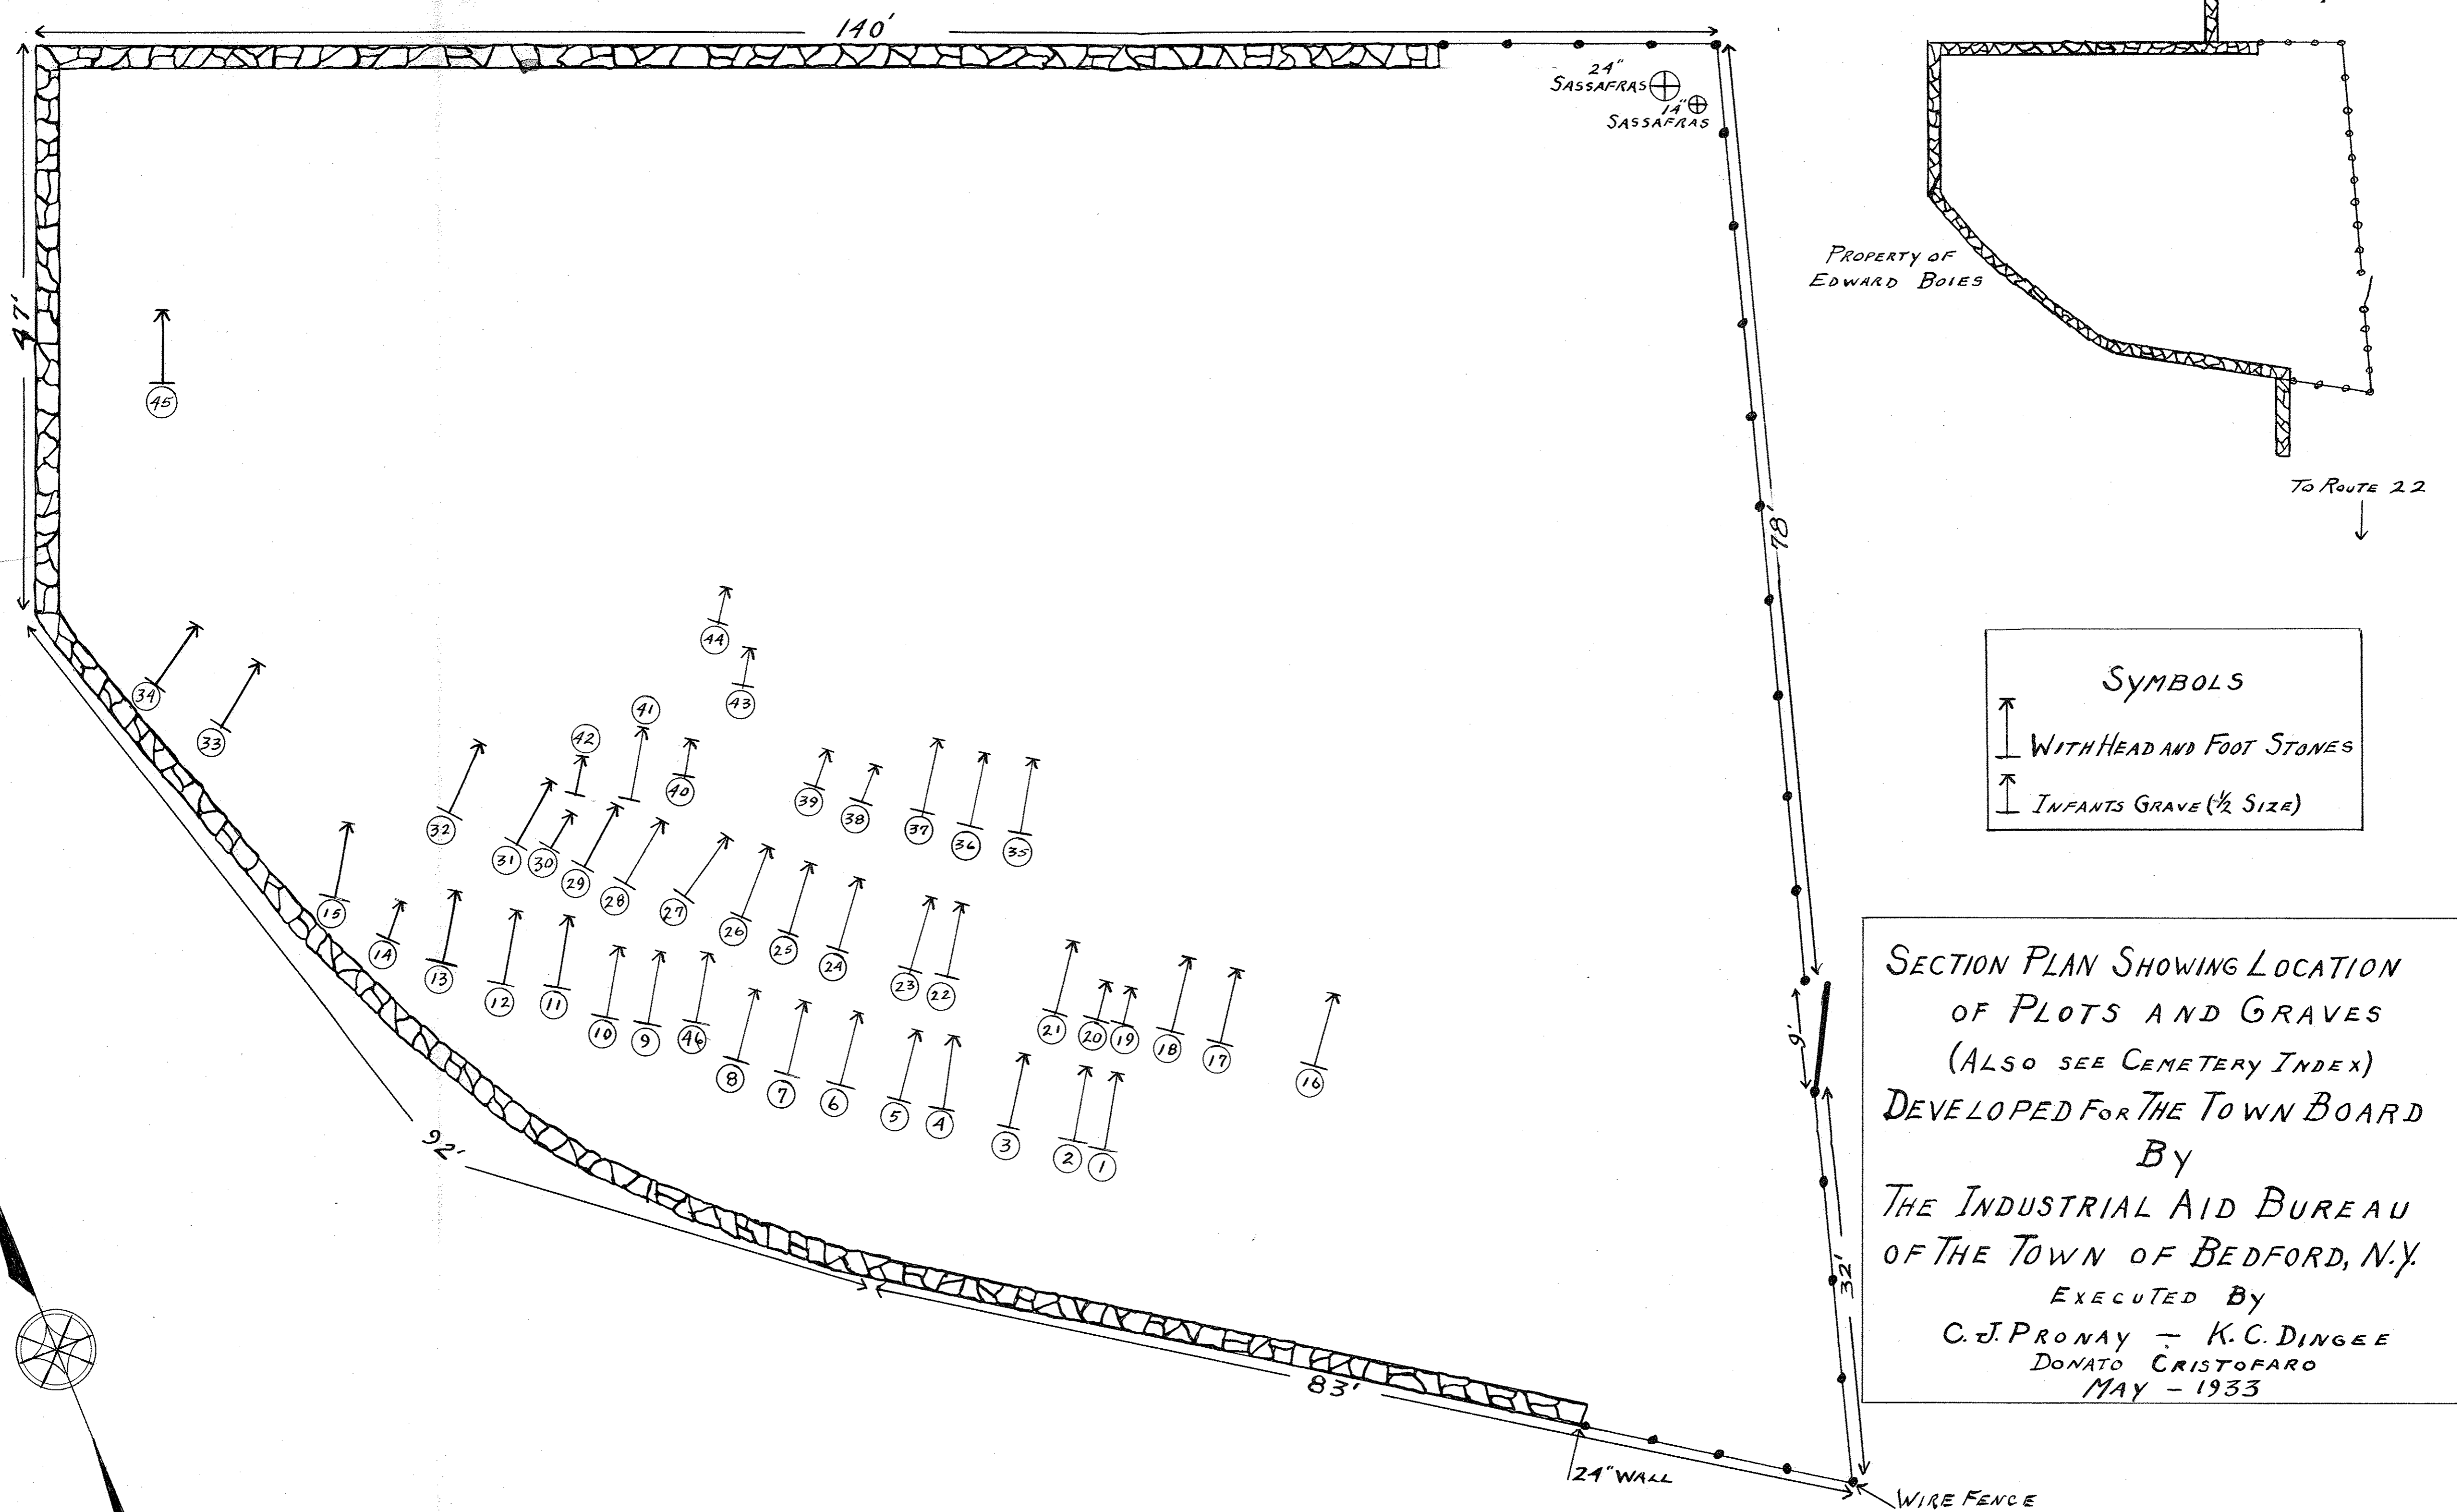 140'
24"
SASSAFRAS
14"
SASSAFRAS
47'
PROPERTY OF
EDWARD BOIES
TO ROUTE 22
78'
45
44
34
43
33
41
42
40
39
38
37
36
35
32
31
30
29
28
27
26
25
24
23
22
15
14
13
12
11
10
9
46
21
20
19
18
17
16
8
7
6
5
4
3
2
1
SYMBOLS
WITH HEAD AND FOOT STONES
INFANTS GRAVE (½ SIZE)
9'
92'
32'
83'
24" WALL
WIRE FENCE
SECTION PLAN SHOWING LOCATION
OF PLOTS AND GRAVES
(ALSO SEE CEMETERY INDEX)
DEVELOPED FOR THE TOWN BOARD
BY
THE INDUSTRIAL AID BUREAU
OF THE TOWN OF BEDFORD, N.Y.
EXECUTED BY
C. J. PRONAY — K. C. DINGEE
DONATO CRISTOFARO
MAY - 1933